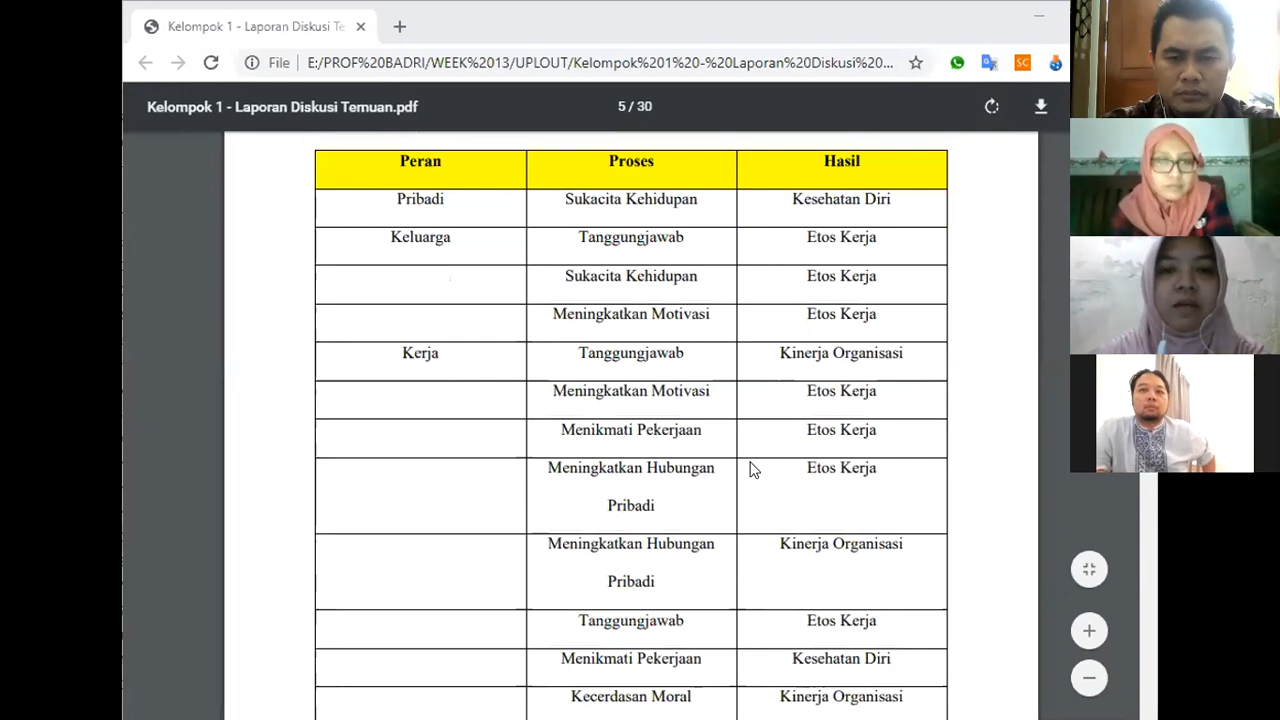 Kelompok 1 - Laporan Diskusi Te
File
E:/PROF%20BADRI/WEEK%2013/UPLOUT/Kelompok%201%20-%20Laporan%20Diskusi%20...
SC
Kelompok 1 - Laporan Diskusi Temuan.pdf
5 / 30
Peran Proses Hasil
Pribadi Sukacita Kehidupan Kesehatan Diri
Keluarga Tanggungjawab Etos Kerja
Sukacita Kehidupan Etos Kerja
Meningkatkan Motivasi Etos Kerja
Kerja Tanggungjawab Kinerja Organisasi
Meningkatkan Motivasi Etos Kerja
Menikmati Pekerjaan Etos Kerja
Meningkatkan Hubungan Etos Kerja
Pribadi
Meningkatkan Hubungan Kinerja Organisasi
Pribadi
Tanggungjawab Etos Kerja
Menikmati Pekerjaan Kesehatan Diri
Kecerdasan Moral Kinerja Organisasi